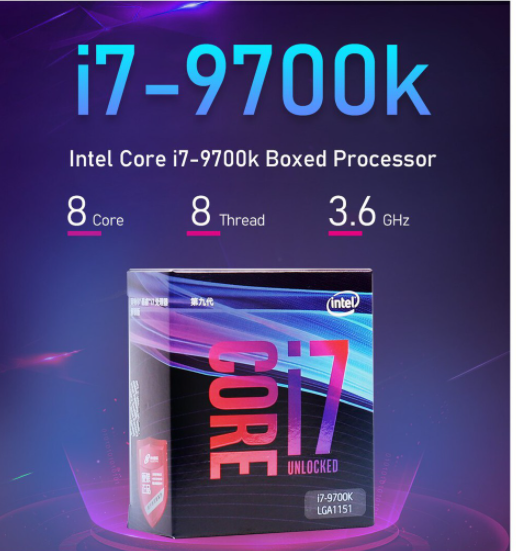 i7-9700k
Intel Core i7-9700k Boxed Processor
8 Core
8 Thread
3.6 GHz
第九代
intel
CORE i7
UNLOCKED
i7-9700K
LGA1151